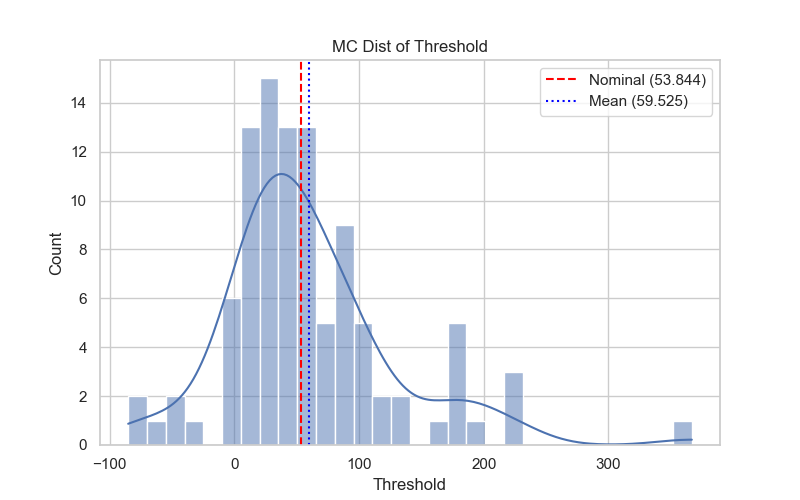 MC Dist of Threshold
Nominal (53.844)
Mean (59.525)
Count
14
12
10
8
6
4
2
0
−100
0
100
200
300
Threshold